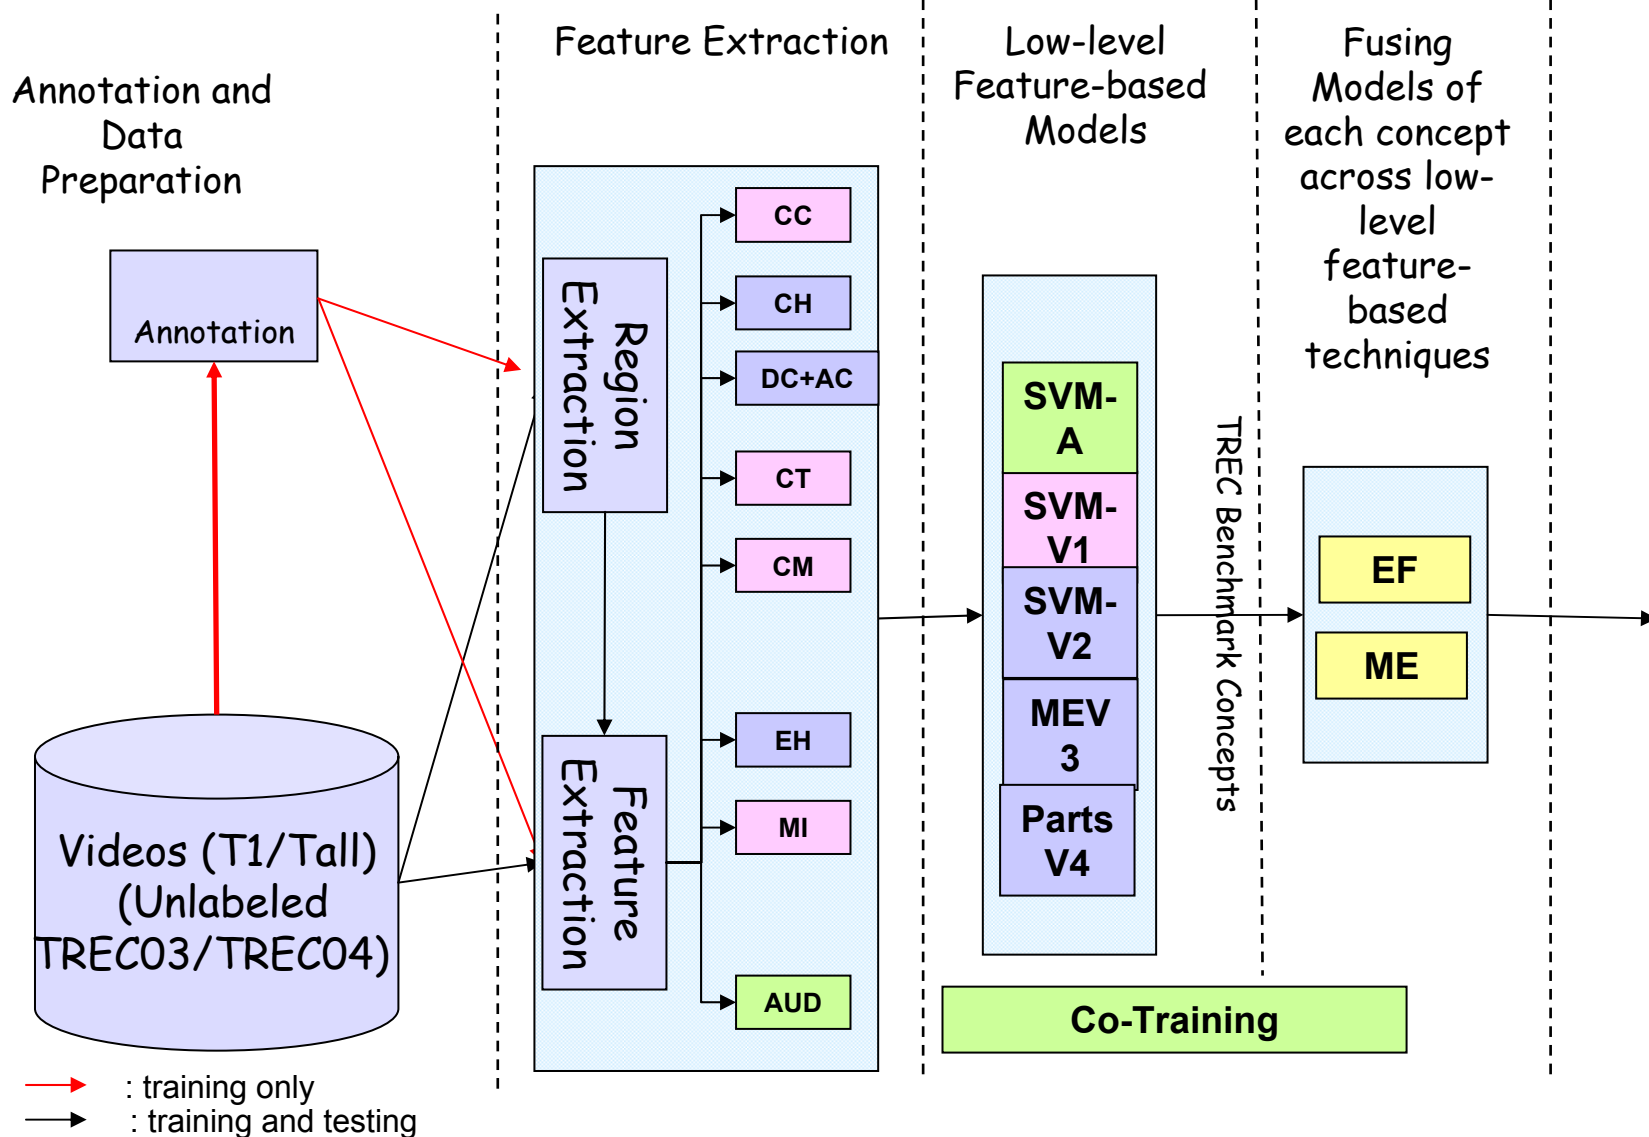 Annotation and
Data
Preparation
Feature Extraction
Low-level
Feature-based
Models
Fusing
Models of
each concept
across low-
level
feature-
based
techniques
Annotation
Videos (T1/Tall)
(Unlabeled
TREC03/TREC04)
Region
Extraction
Feature
Extraction
CC
CH
DC+AC
CT
CM
EH
MI
AUD
SVM-
A
SVM-
V1
SVM-
V2
MEV
3
Parts
V4
TREC Benchmark Concepts
EF
ME
Co-Training
: training only
: training and testing